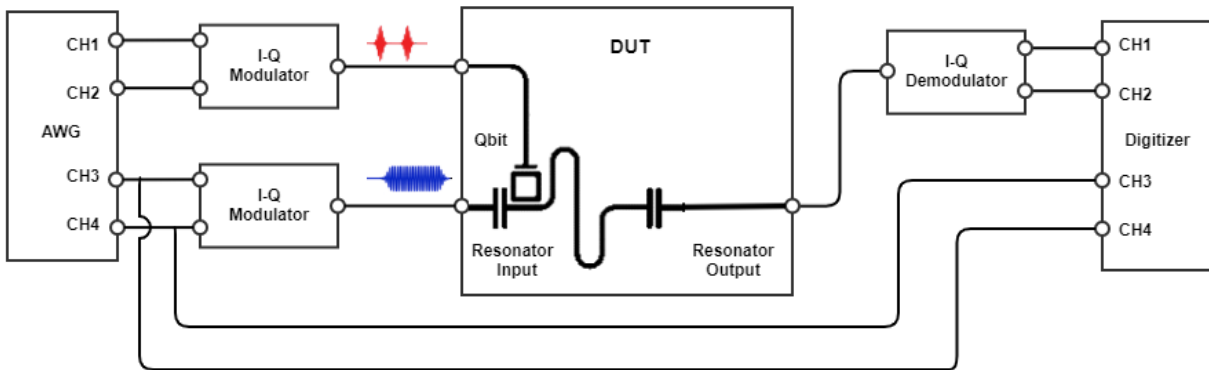 AWG
CH1
CH2
CH3
CH4
I-Q
Modulator
I-Q
Modulator
DUT
Qbit
Resonator
Input
Resonator
Output
I-Q
Demodulator
CH1
CH2
Digitizer
CH3
CH4